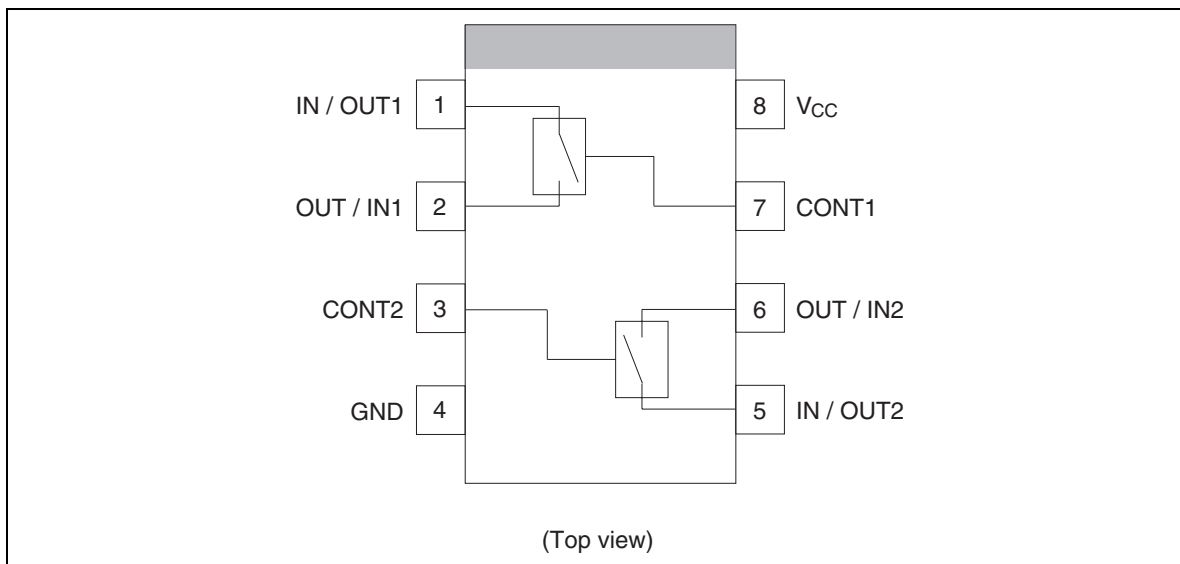 IN / OUT1 1 8 VCC
OUT / IN1 2 7 CONT1
CONT2 3 6 OUT / IN2
GND 4 5 IN / OUT2
(Top view)